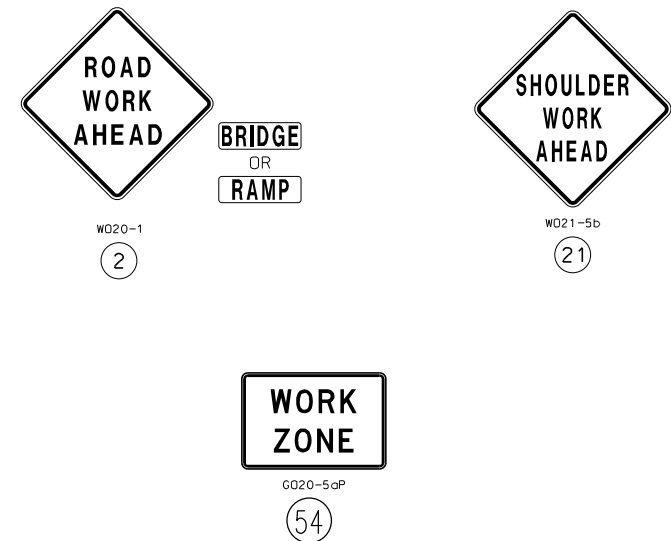 ROAD
WORK
AHEAD
BRIDGE
OR
RAMP
W020-1
2
SHOULDER
WORK
AHEAD
W021-5b
21
WORK
ZONE
G020-5aP
54